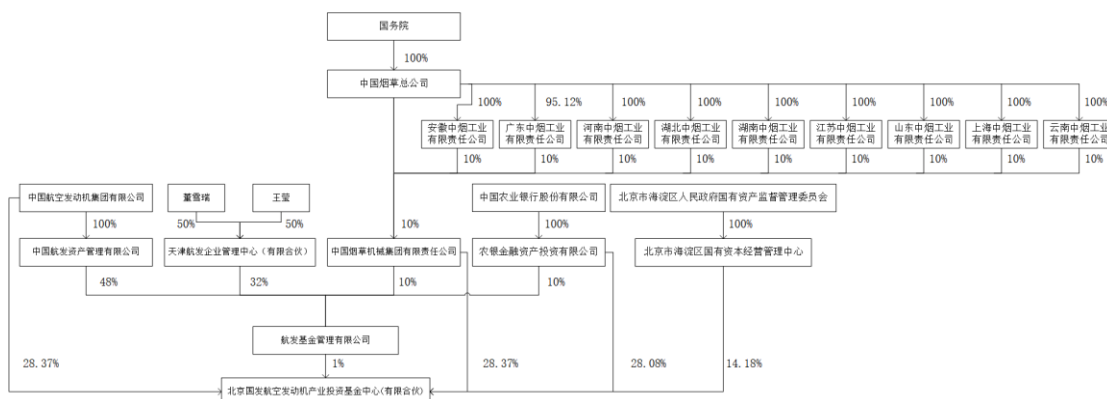 国务院
100%
中国烟草总公司
100%
95.12%
100%
100%
100%
100%
100%
100%
100%
安徽中烟工业
有限责任公司
广东中烟工业
有限责任公司
河南中烟工业
有限责任公司
湖北中烟工业
有限责任公司
湖南中烟工业
有限责任公司
江苏中烟工业
有限责任公司
山东中烟工业
有限责任公司
上海中烟工业
有限责任公司
云南中烟工业
有限责任公司
10%
10%
10%
10%
10%
10%
10%
10%
10%
中国航空发动机集团有限公司
董雪瑞
王莹
中国农业银行股份有限公司
北京市海淀区人民政府国有资产监督管理委员会
100%
50%
50%
10%
100%
100%
中国航发资产管理有限公司
天津航发企业管理中心（有限合伙）
中国烟草机械集团有限责任公司
农银金融资产投资有限公司
北京市海淀区国有资本经营管理中心
48%
32%
10%
10%
航发基金管理有限公司
28.37%
1%
28.37%
28.08%
14.18%
北京国发航空发动机产业投资基金中心(有限合伙)